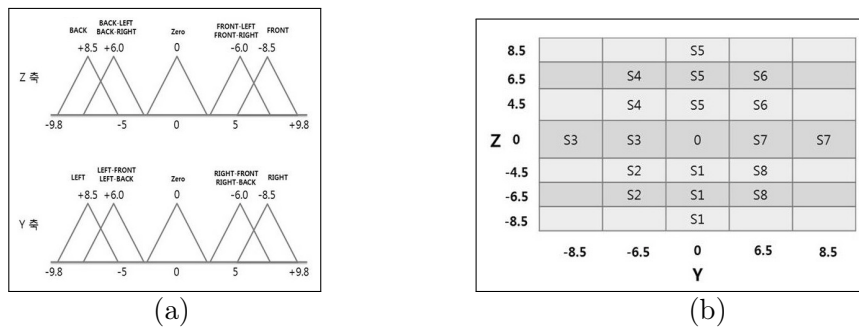 BACK BACK-LEFT BACK-RIGHT Zero FRONT-LEFT FRONT-RIGHT FRONT
+8.5 +6.0 0 -6.0 -8.5
Z 축
-9.8 -5 0 5 +9.8
LEFT LEFT-FRONT LEFT-BACK Zero RIGHT-FRONT RIGHT-BACK RIGHT
+8.5 +6.0 0 -6.0 -8.5
Y 축
-9.8 -5 0 5 +9.8
(a)
8.5 S5
6.5 S4 S5 S6
4.5 S4 S5 S6
Z 0 S3 S3 0 S7 S7
-4.5 S2 S1 S8
-6.5 S2 S1 S8
-8.5 S1
-8.5 -6.5 0 6.5 8.5
Y
(b)